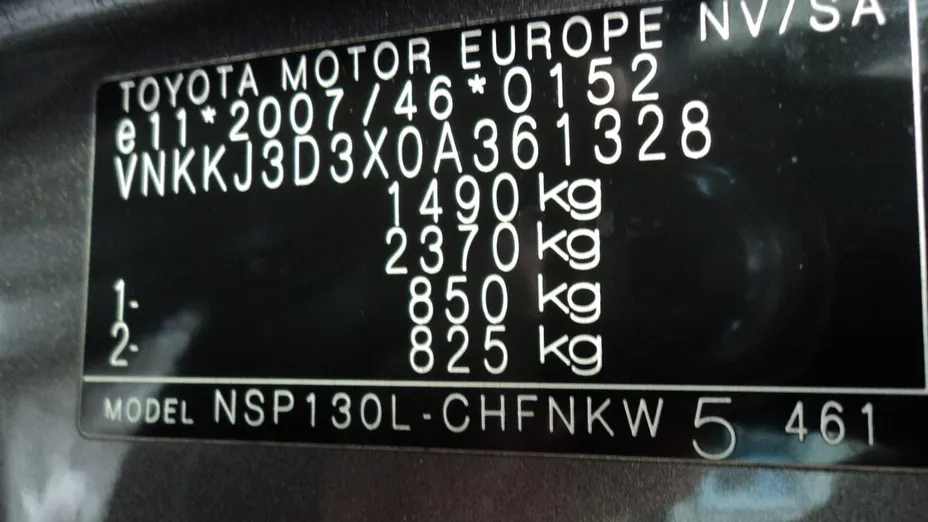 TOYOTA MOTOR EUROPE NV/SA
e11*2007/46*0152
VNKKJ3D3X0A361328
1490 kg
2370 kg
1- 850 kg
2- 825 kg
MODEL NSP130L-CHFNKW 5 461